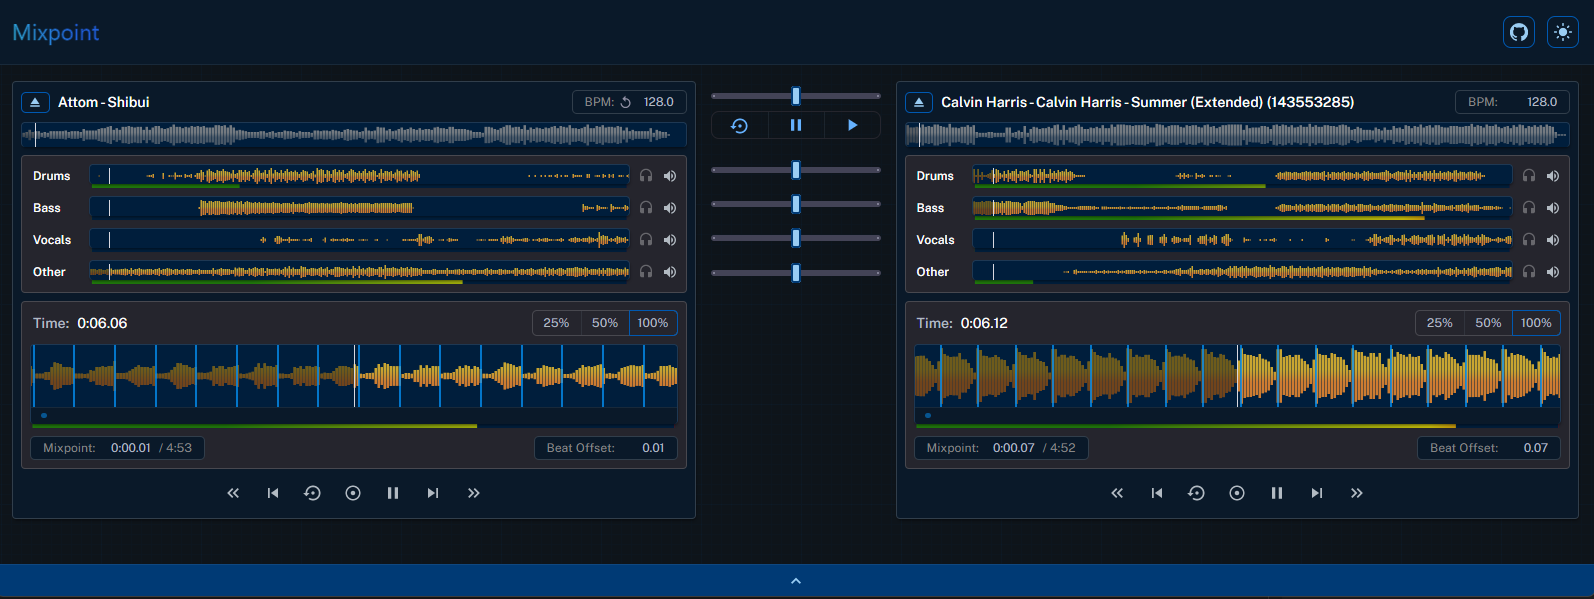 Mixpoint
Attom - Shibui
BPM: 128.0
Drums
Bass
Vocals
Other
Time: 0:06.06
25% 50% 100%
Mixpoint: 0:00.01 / 4:53
Beat Offset: 0.01
Calvin Harris - Calvin Harris - Summer (Extended) (143553285)
BPM: 128.0
Drums
Bass
Vocals
Other
Time: 0:06.12
25% 50% 100%
Mixpoint: 0:00.07 / 4:52
Beat Offset: 0.07